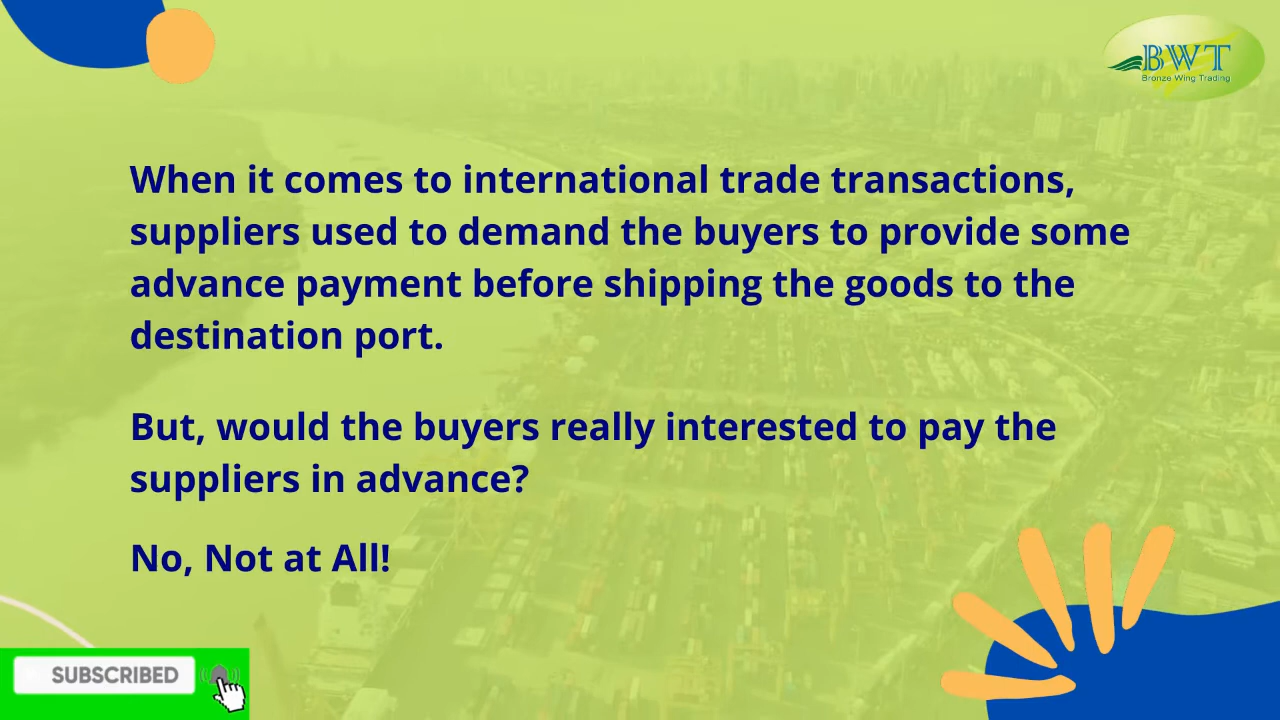 BWT
Bronze Wing Trading
When it comes to international trade transactions,
suppliers used to demand the buyers to provide some
advance payment before shipping the goods to the
destination port.
But, would the buyers really interested to pay the
suppliers in advance?
No, Not at All!
SUBSCRIBED